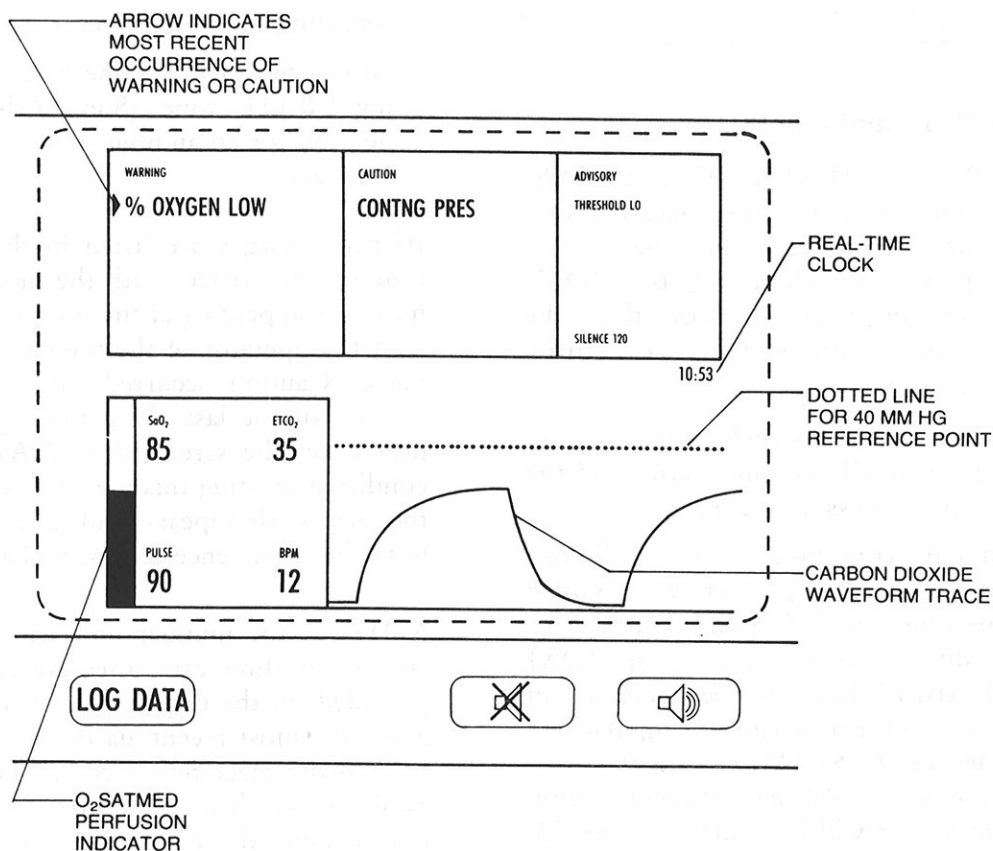 ARROW INDICATES
MOST RECENT
OCCURRENCE OF
WARNING OR CAUTION
WARNING
% OXYGEN LOW
CAUTION
CONTNG PRES
ADVISORY
THRESHOLD LO
SILENCE 120
10:53
REAL-TIME
CLOCK
DOTTED LINE
FOR 40 MM HG
REFERENCE POINT
SaO₂
85
ETCO₂
35
PULSE
90
BPM
12
CARBON DIOXIDE
WAVEFORM TRACE
LOG DATA
O₂SATMED
PERFUSION
INDICATOR